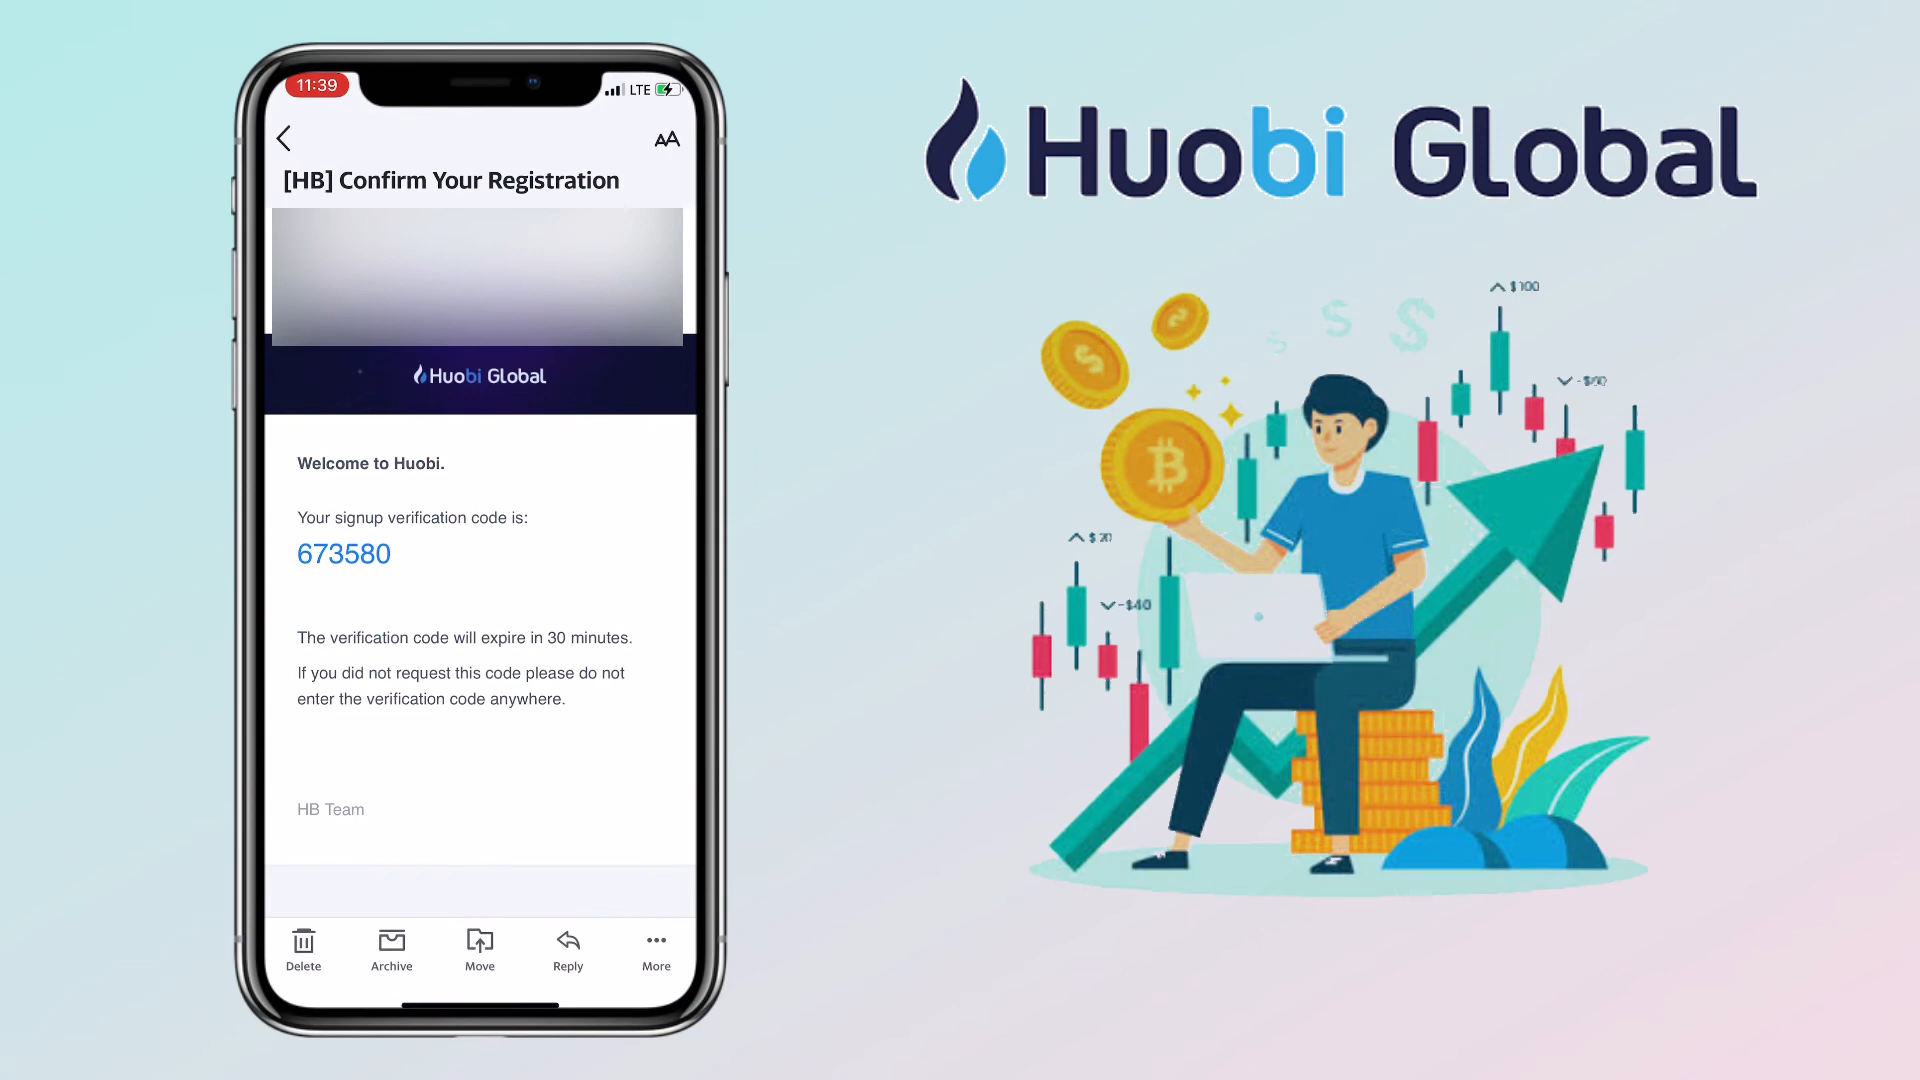 11:39
LTE
AA
[HB] Confirm Your Registration
Huobi Global
Welcome to Huobi.
Your signup verification code is:
673580
The verification code will expire in 30 minutes.
If you did not request this code please do not
enter the verification code anywhere.
HB Team
Delete
Archive
Move
Reply
More
Huobi Global
$100
$ 20
-$40